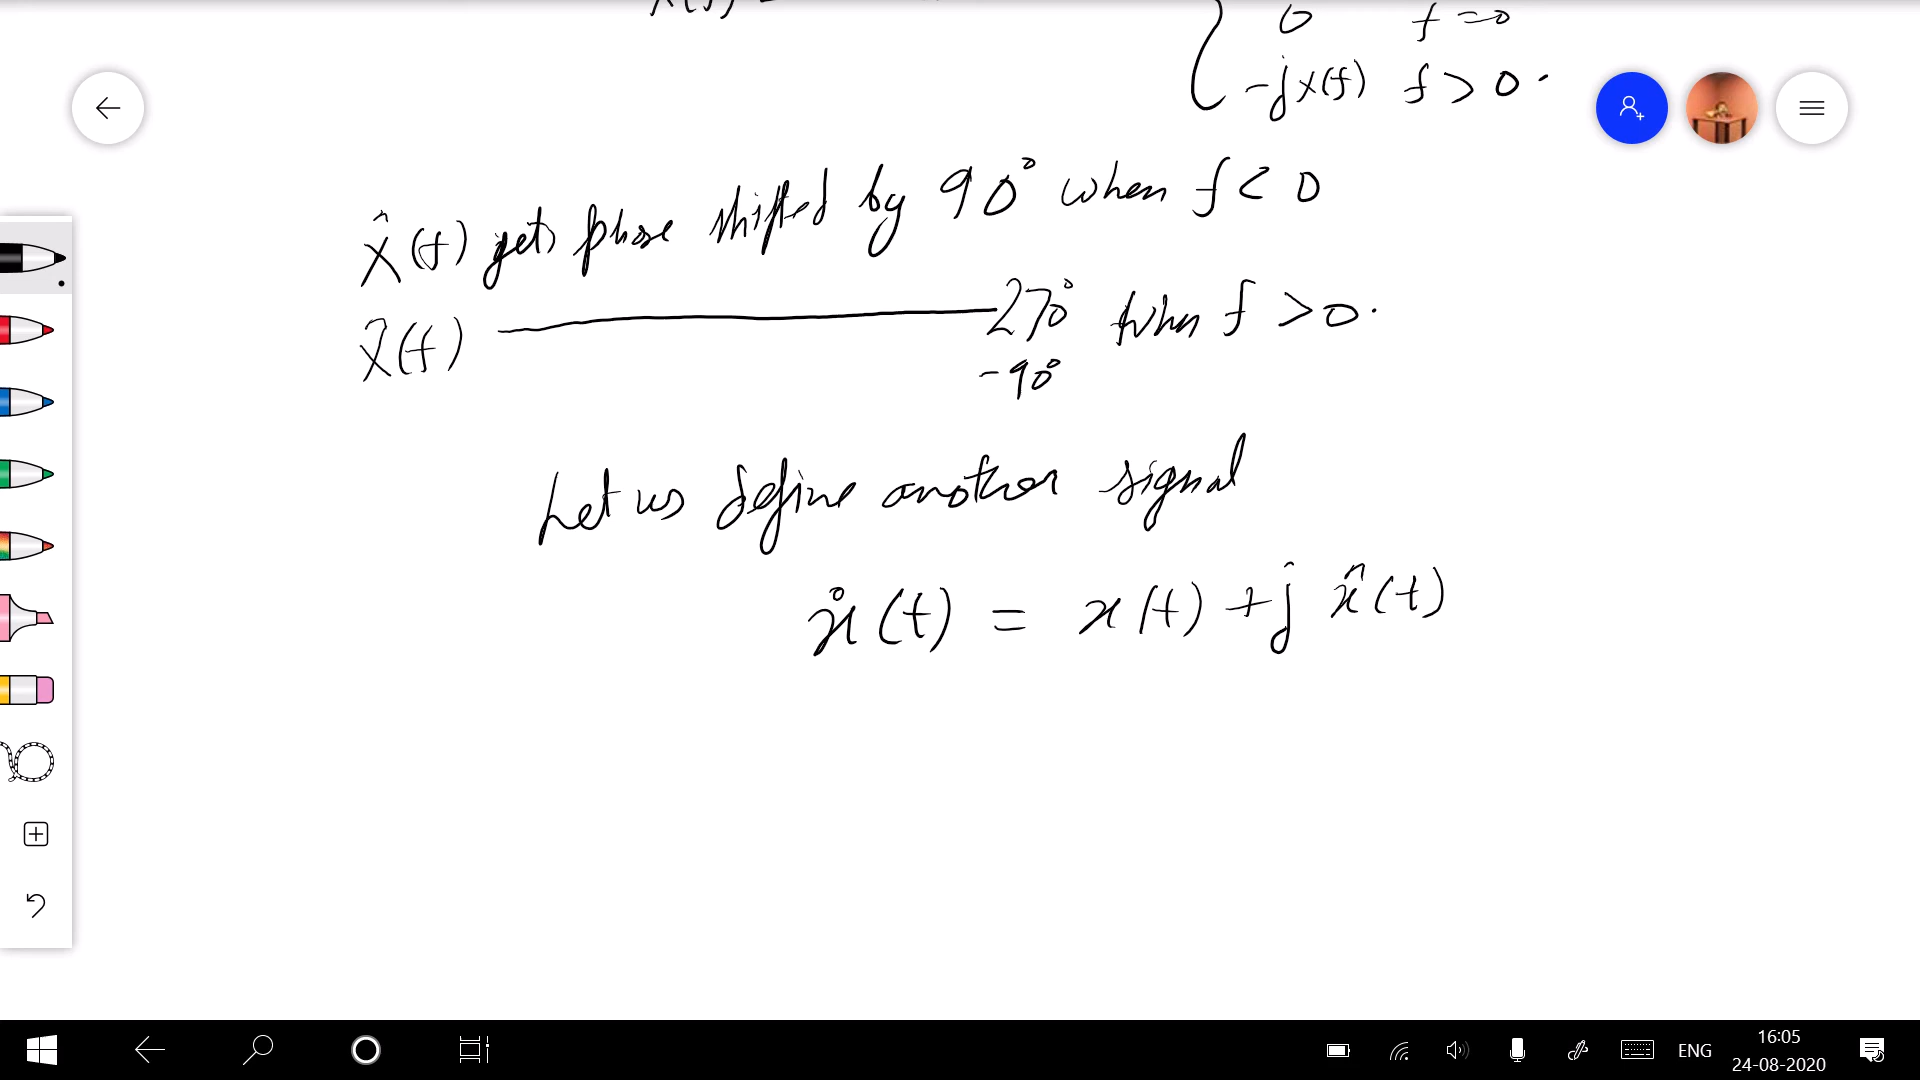 0 f=0
-jX(f) f > 0.
X̂(f) gets phase shifted by 90° when f < 0
X̂(f) ———— 270° when f > 0.
-90°
Let us define another signal
x̊(t) = x(t) + j x̂(t)
ENG
16:05
24-08-2020